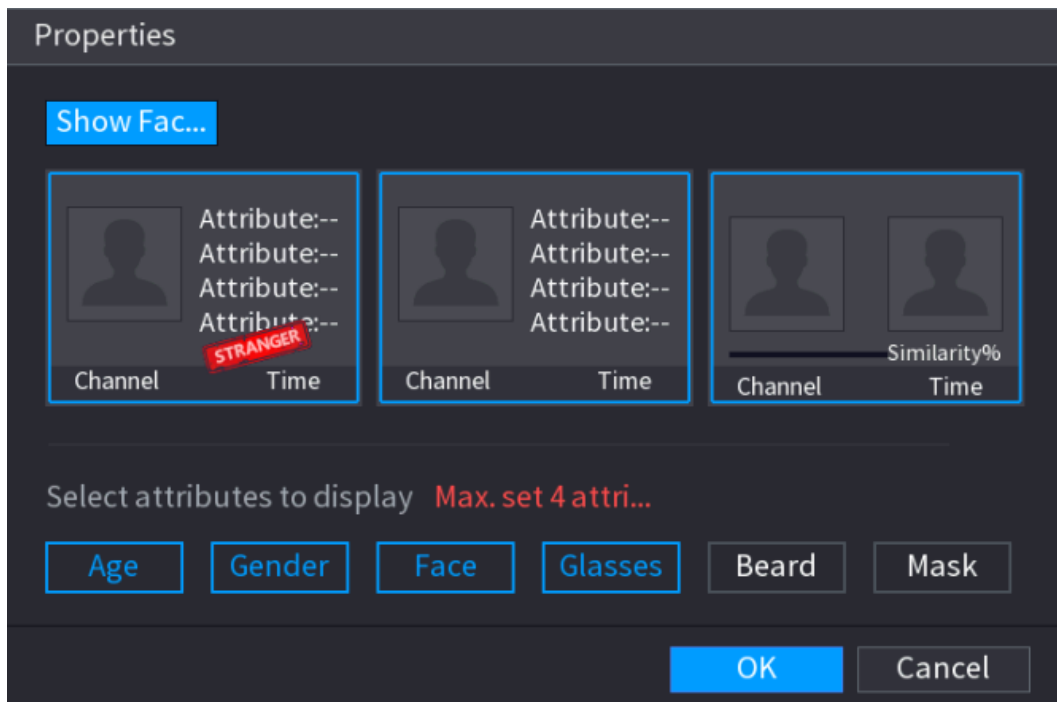 Properties
Show Fac...
Attribute:--
Attribute:--
Attribute:--
Attribute:--
STRANGER
Channel Time
Attribute:--
Attribute:--
Attribute:--
Attribute:--
Channel Time
Similarity%
Channel Time
Select attributes to display Max. set 4 attri...
Age Gender Face Glasses Beard Mask
OK Cancel